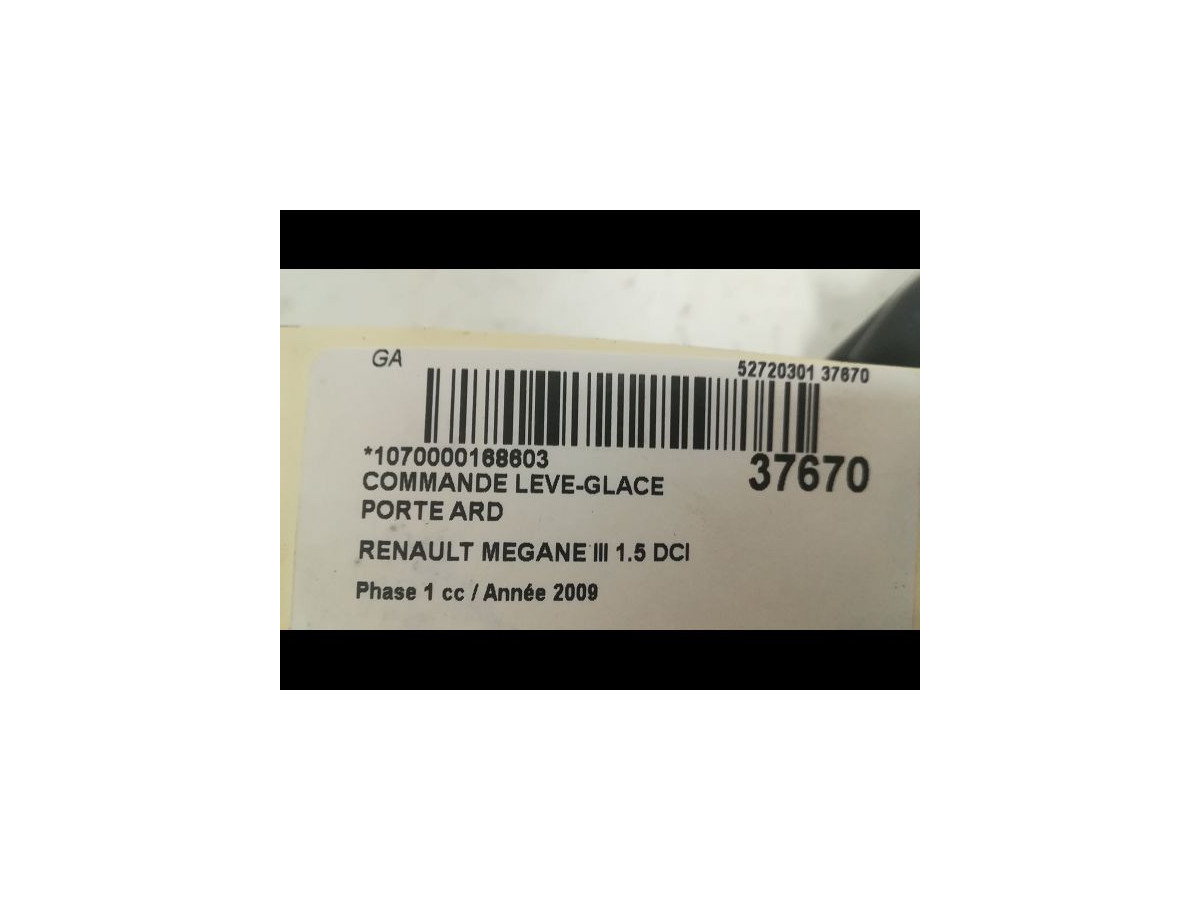 GA
52720301 37670
*1070000168603
37670
COMMANDE LEVE-GLACE
PORTE ARD
RENAULT MEGANE III 1.5 DCI
Phase 1 cc / Année 2009